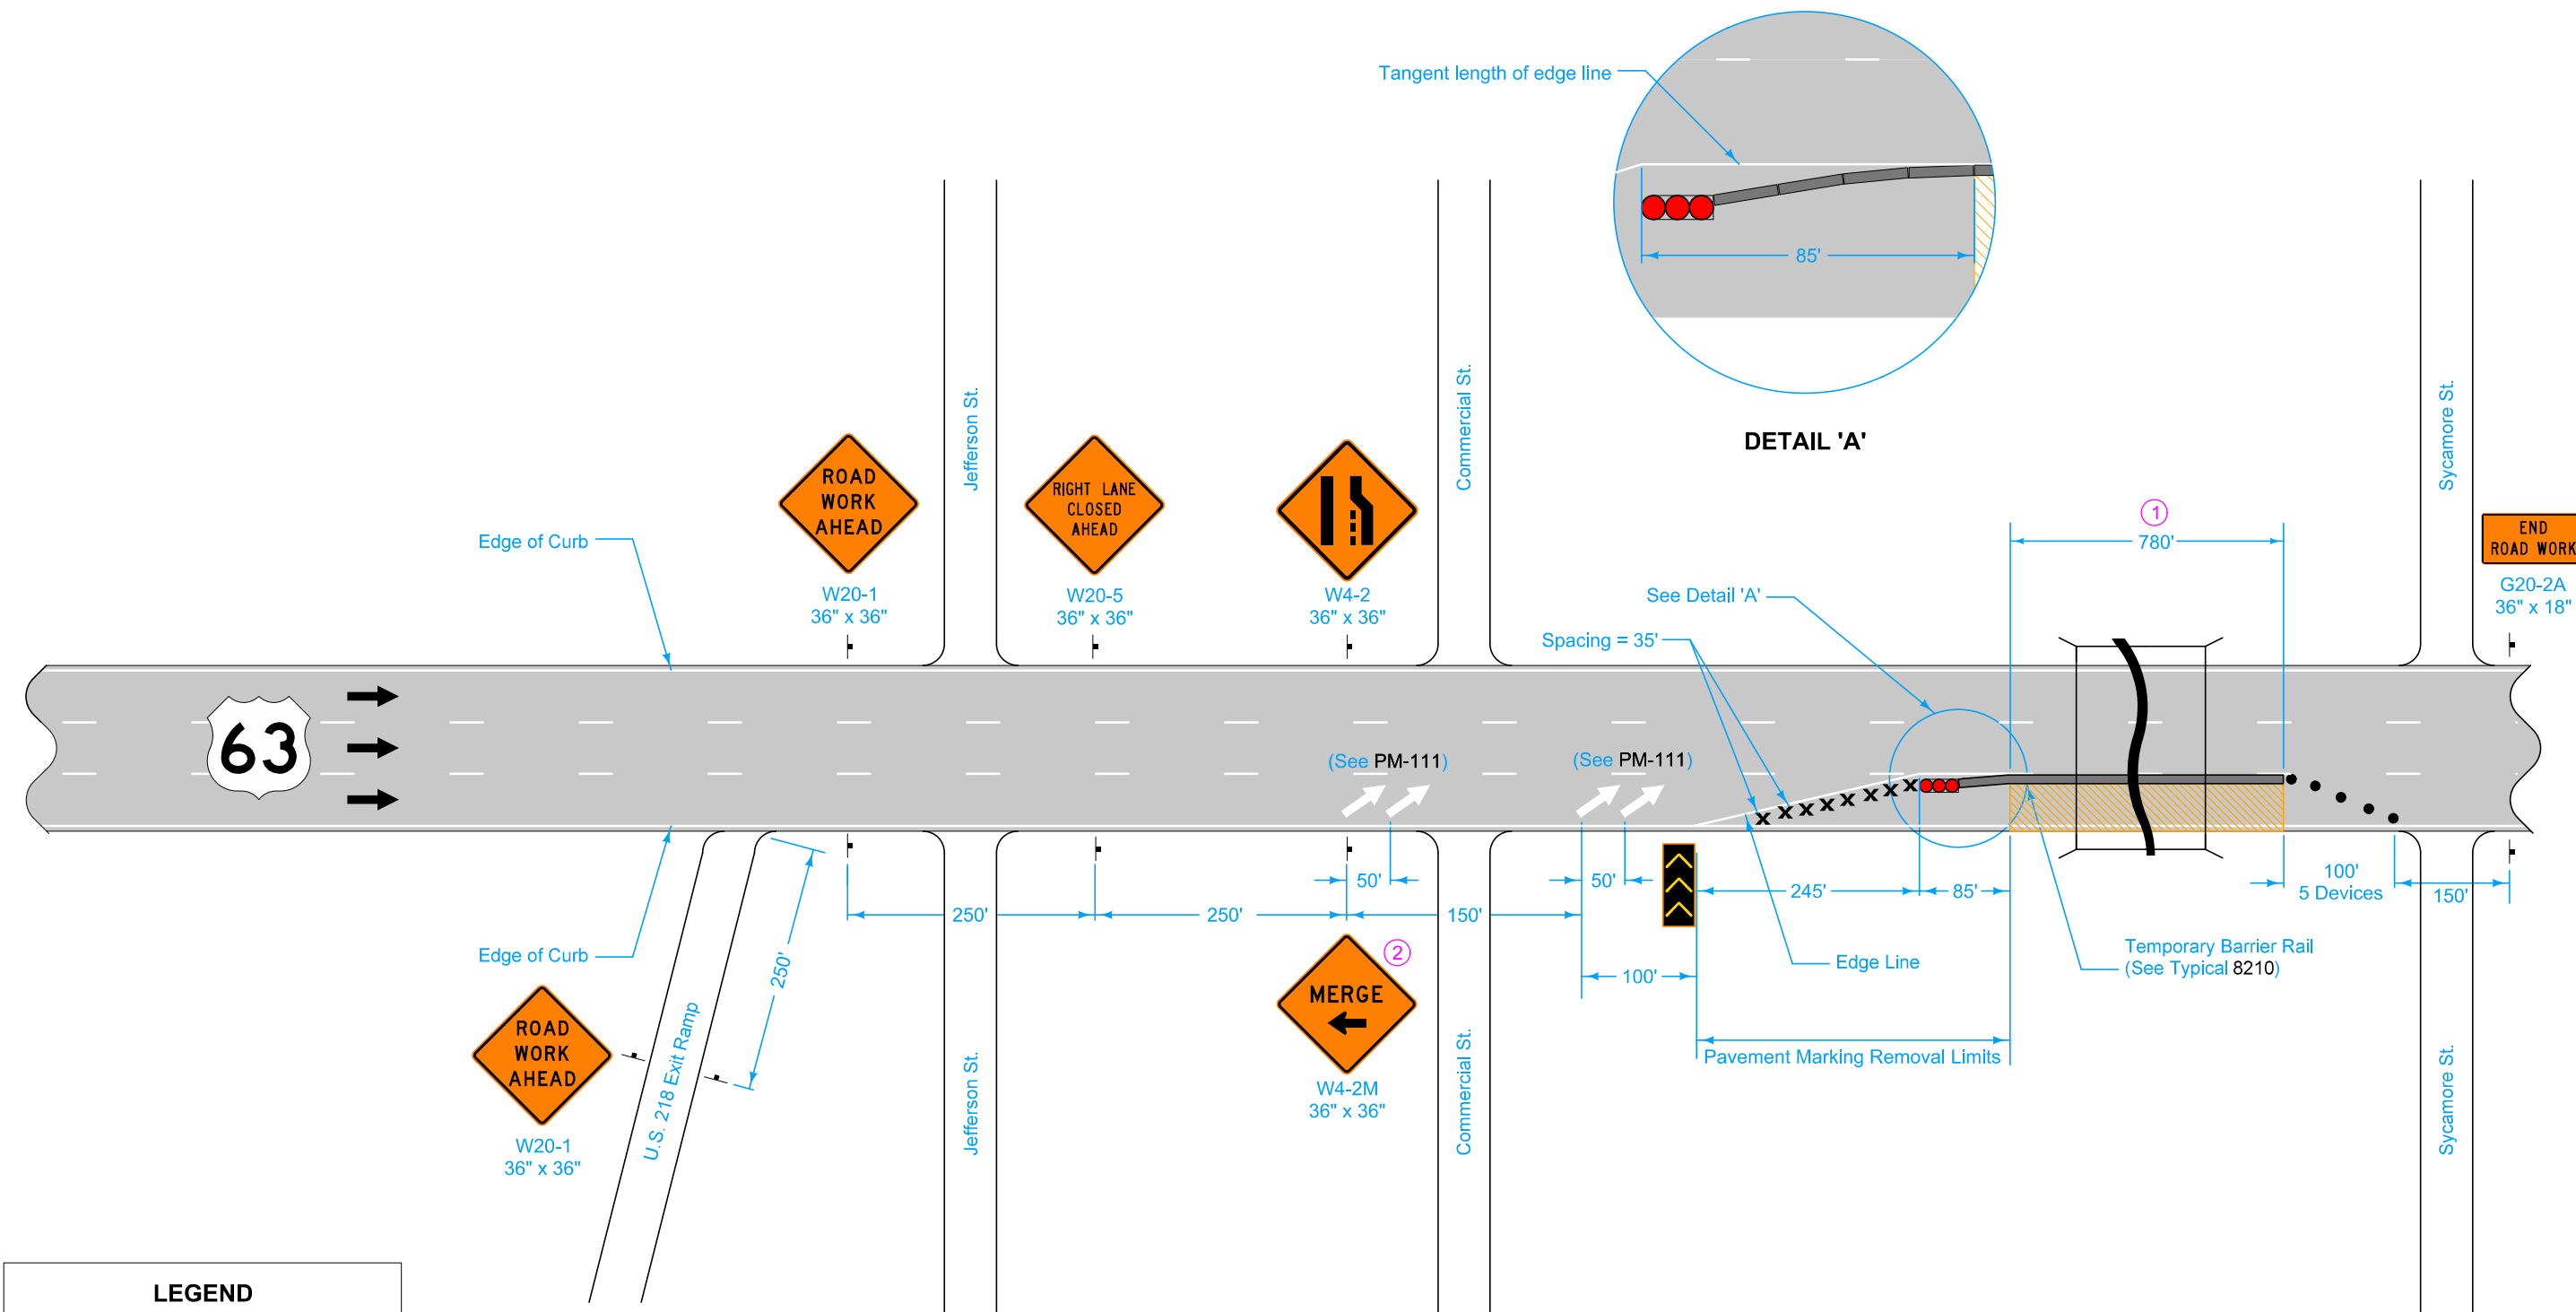 Tangent length of edge line
85'
DETAIL 'A'
Jefferson St.
Commercial St.
Sycamore St.
ROAD
WORK
AHEAD
W20-1
36" x 36"
RIGHT LANE
CLOSED
AHEAD
W20-5
36" x 36"
W4-2
36" x 36"
1
780'
END
ROAD WORK
G20-2A
36" x 18"
Edge of Curb
See Detail 'A'
Spacing = 35'
63
(See PM-111)
(See PM-111)
50'
50'
245'
85'
100'
5 Devices
150'
250'
250'
150'
250'
100'
Edge of Curb
Edge Line
Temporary Barrier Rail
(See Typical 8210)
2
MERGE
W4-2M
36" x 36"
Pavement Marking Removal Limits
ROAD
WORK
AHEAD
W20-1
36" x 36"
U.S. 218 Exit Ramp
Jefferson St.
Commercial St.
Sycamore St.
LEGEND